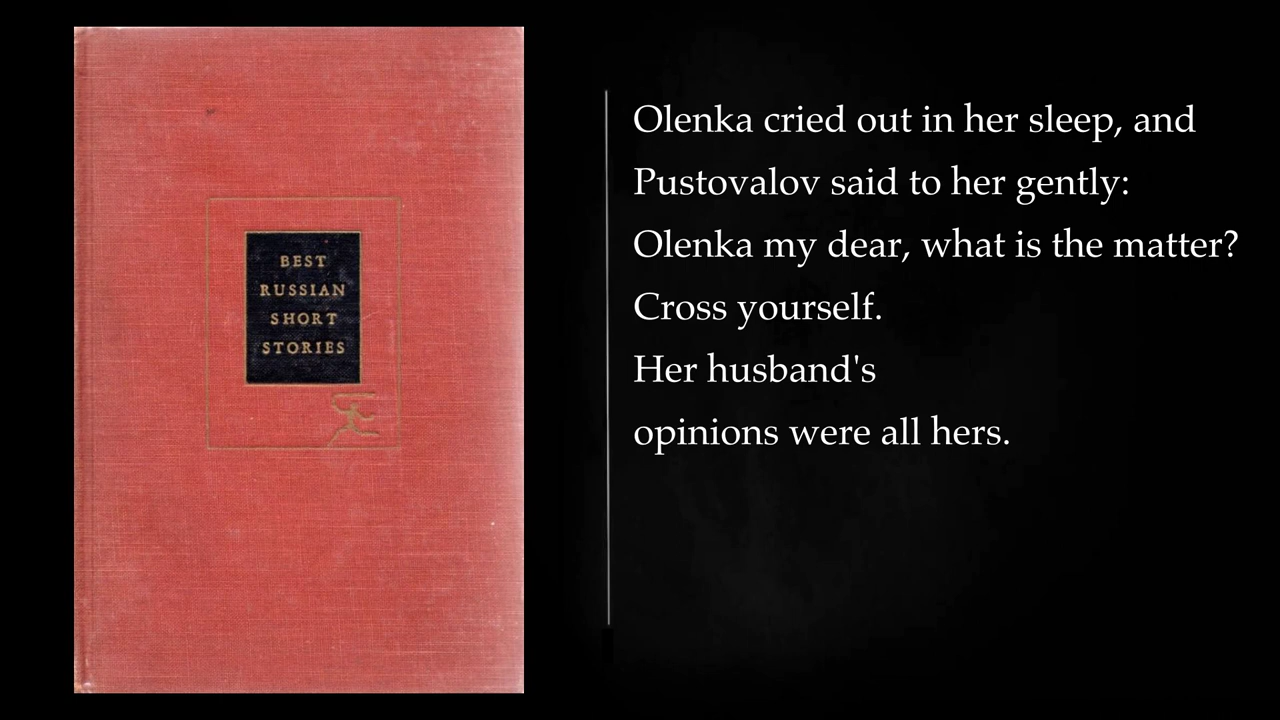 BEST
RUSSIAN
SHORT
STORIES
Olenka cried out in her sleep, and
Pustovalov said to her gently:
Olenka my dear, what is the matter?
Cross yourself.
Her husband's
opinions were all hers.